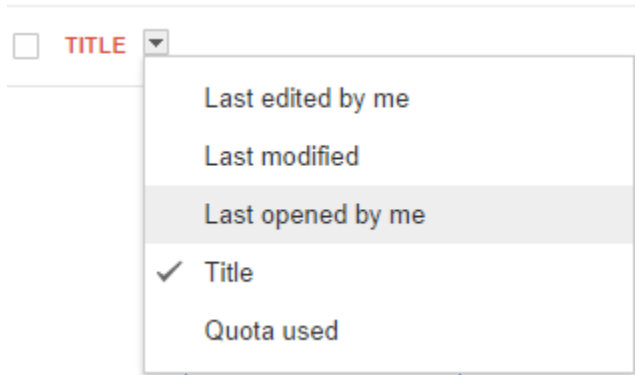 TITLE
Last edited by me
Last modified
Last opened by me
Title
Quota used